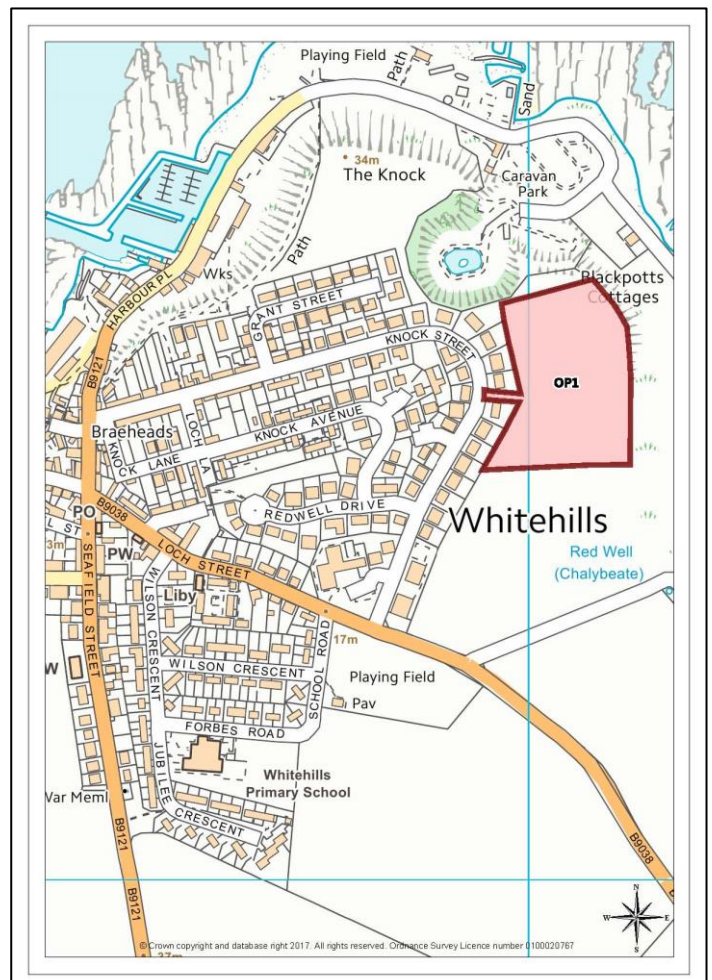 Playing Field
Path
Sand
34m
The Knock
Caravan
Park
Path
Wks
Blackpotts
Cottages
HARBOUR PL
GRANT STREET
KNOCK STREET
OP1
B9121
Braeheads
LOCH LA
KNOCK AVENUE
KNOCK LANE
REDWELL DRIVE
PO
B9038
Whitehills
L ST
3m
PW
LOCH STREET
Red Well
(Chalybeate)
SEAFIELD STREET
Liby
WILSON CRESCENT
17m
W
WILSON CRESCENT
SCHOOL ROAD
Playing Field
Pav
FORBES ROAD
Whitehills
Primary School
JUBILEE CRESCENT
War Meml
B9121
B9038
B9121
N
W
E
S
© Crown copyright and database right 2017. All rights reserved. Ordnance Survey Licence number 0100020767
37m